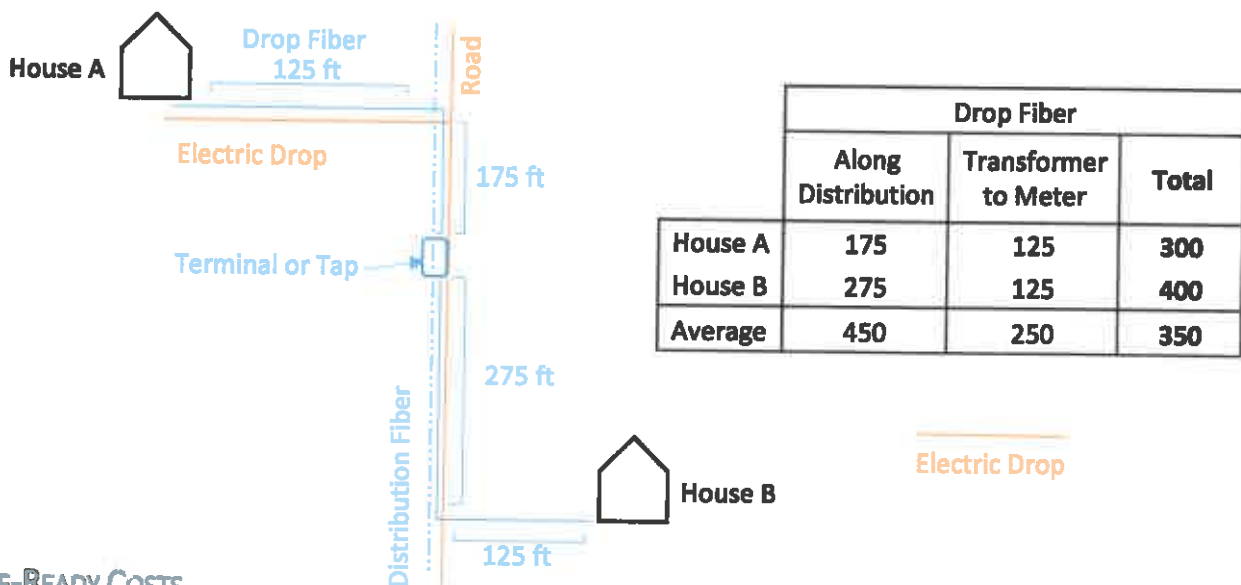 House A
Drop Fiber
125 ft
Road
Electric Drop
175 ft
Terminal or Tap
275 ft
Distribution Fiber
House B
125 ft
Drop Fiber
Along Distribution Transformer to Meter Total
House A 175 125 300
House B 275 125 400
Average 450 250 350
Electric Drop
-READY COSTS